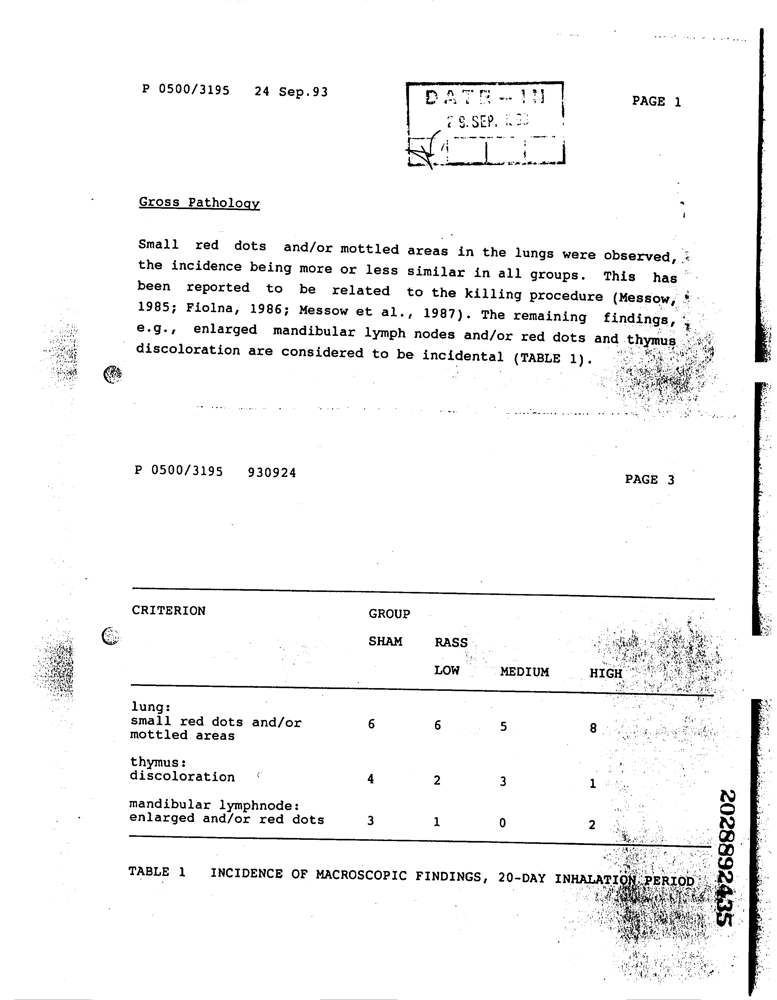 P 0500/3195 24 Sep.93
PAGE 1
DATE - IN
SEP.
Gross Pathology
Small red dots and/or mottled areas in the lungs were observed,
the incidence being more or less similar in all groups. This has
been reported to be related to the killing procedure (Messow,
1985; Fiolna, 1986; Messow et al., 1987). The remaining findings,
e.g., enlarged mandibular lymph nodes and/or red dots and thymus
discoloration are considered to be incidental (TABLE 1).
P 0500/3195 930924
PAGE 3
CRITERION GROUP
SHAM RASS
LOW MEDIUM HIGH
lung:
small red dots and/or 6 6 5 8
mottled areas
thymus:
discoloration 4 2 3 1
mandibular lymphnode:
enlarged and/or red dots 3 1 0 2
TABLE 1 INCIDENCE OF MACROSCOPIC FINDINGS, 20-DAY INHALATION PERIOD
2028892435